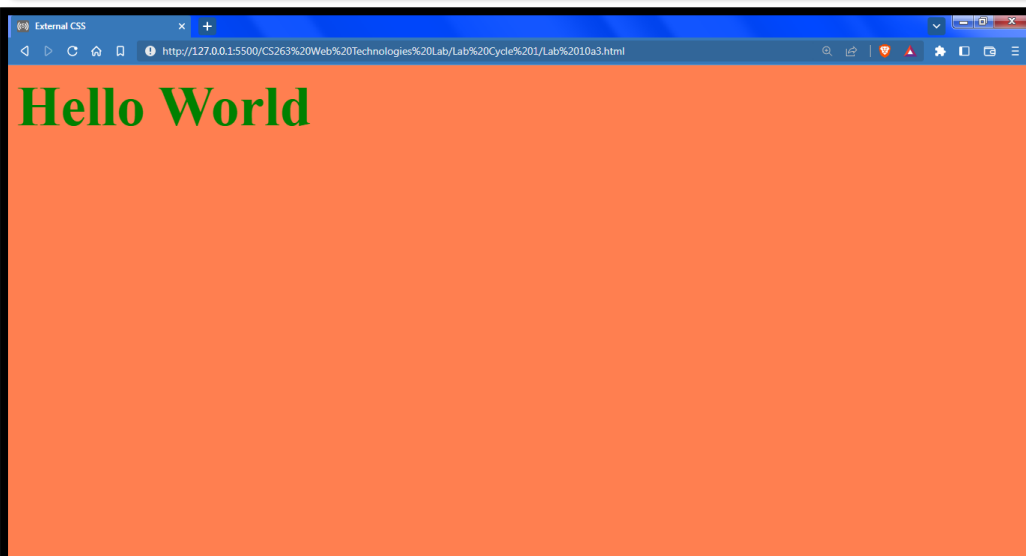 External CSS
http://127.0.0.1:5500/CS263%20Web%20Technologies%20Lab/Lab%20Cycle%201/Lab%2010a3.html
Hello World